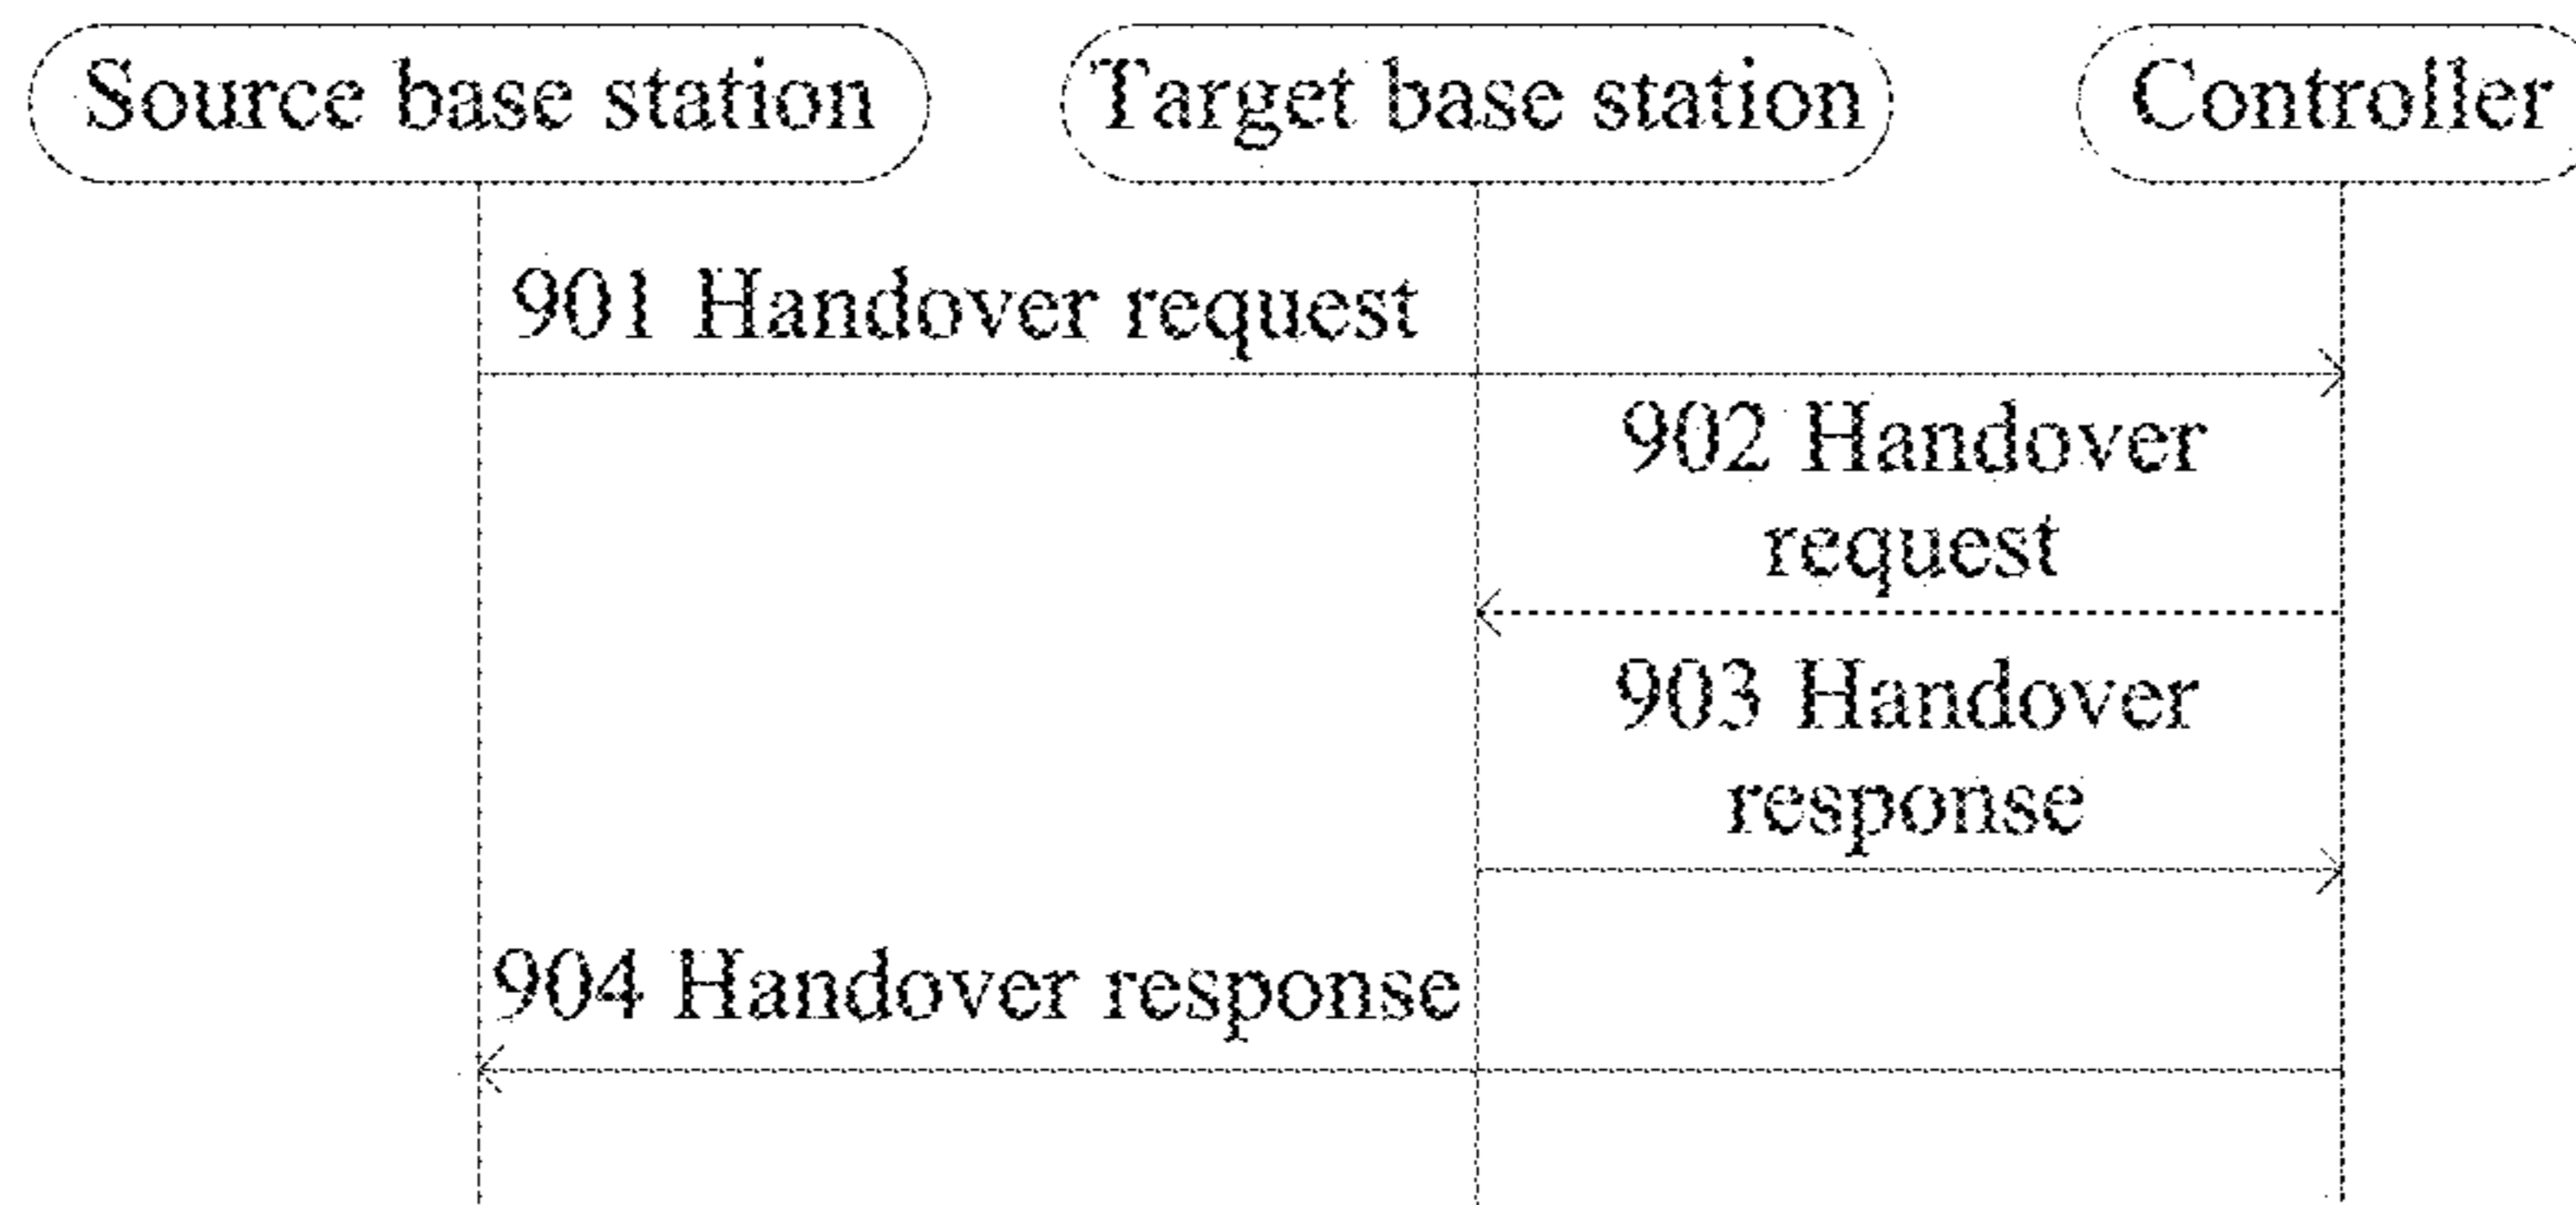 Source base station
Target base station
Controller
901 Handover request
902 Handover
request
903 Handover
response
904 Handover response